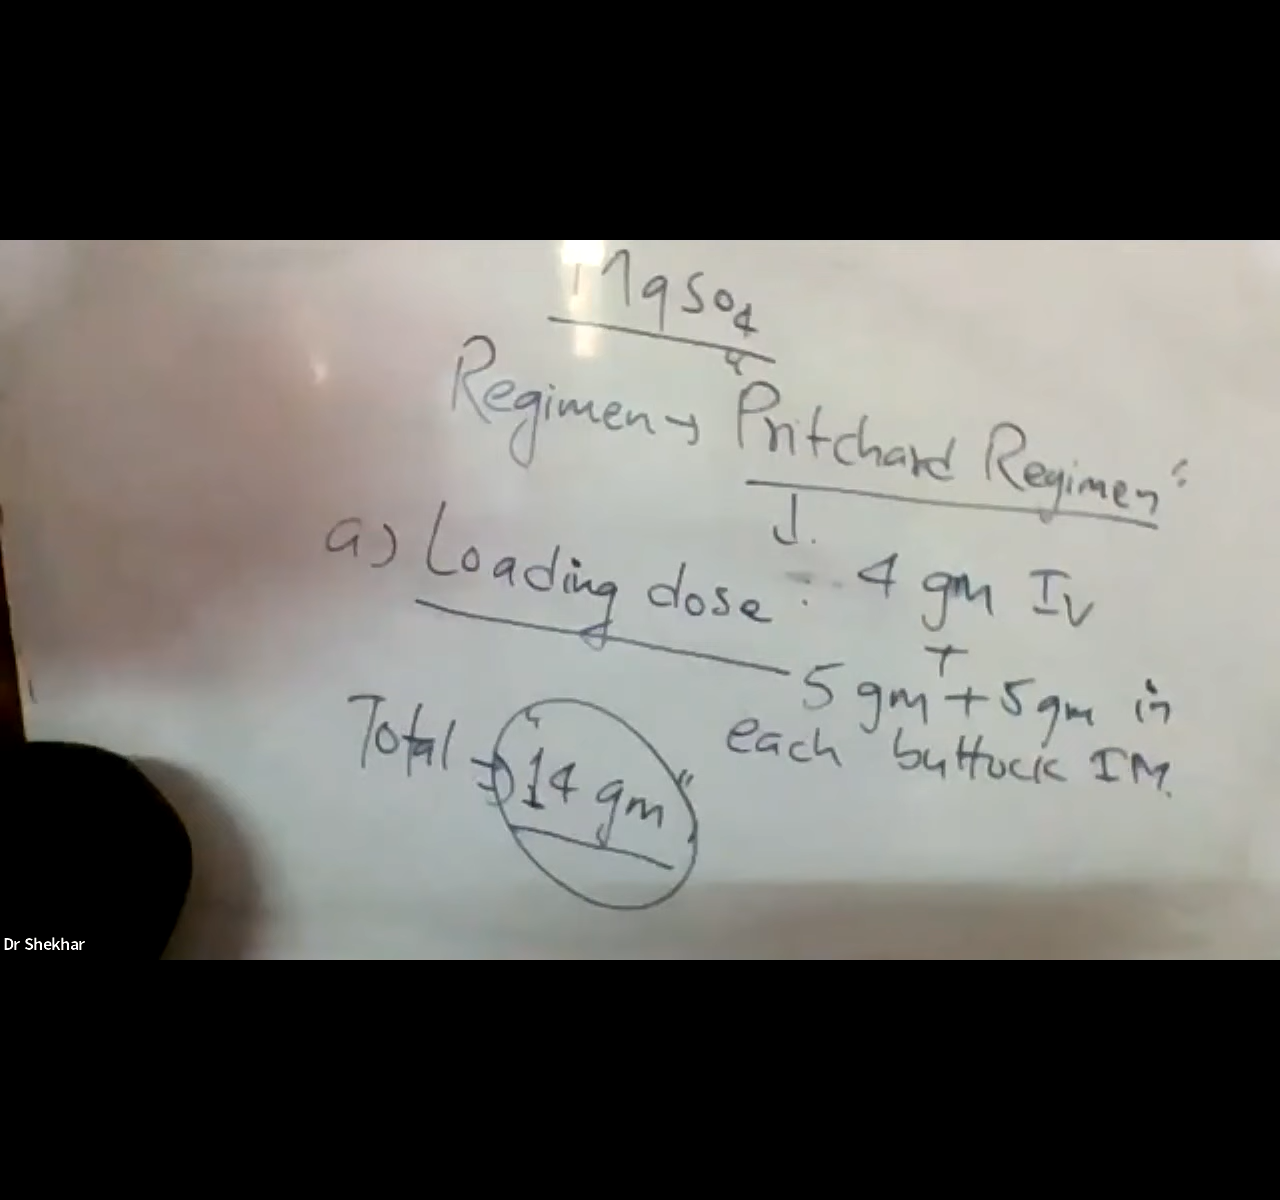 MgSO4
Regimen → "Pritchard Regimen"
↓
a) Loading dose : 4 gm IV
+
5 gm + 5 gm in
each buttock IM.
Total → "14 gm"
Dr Shekhar